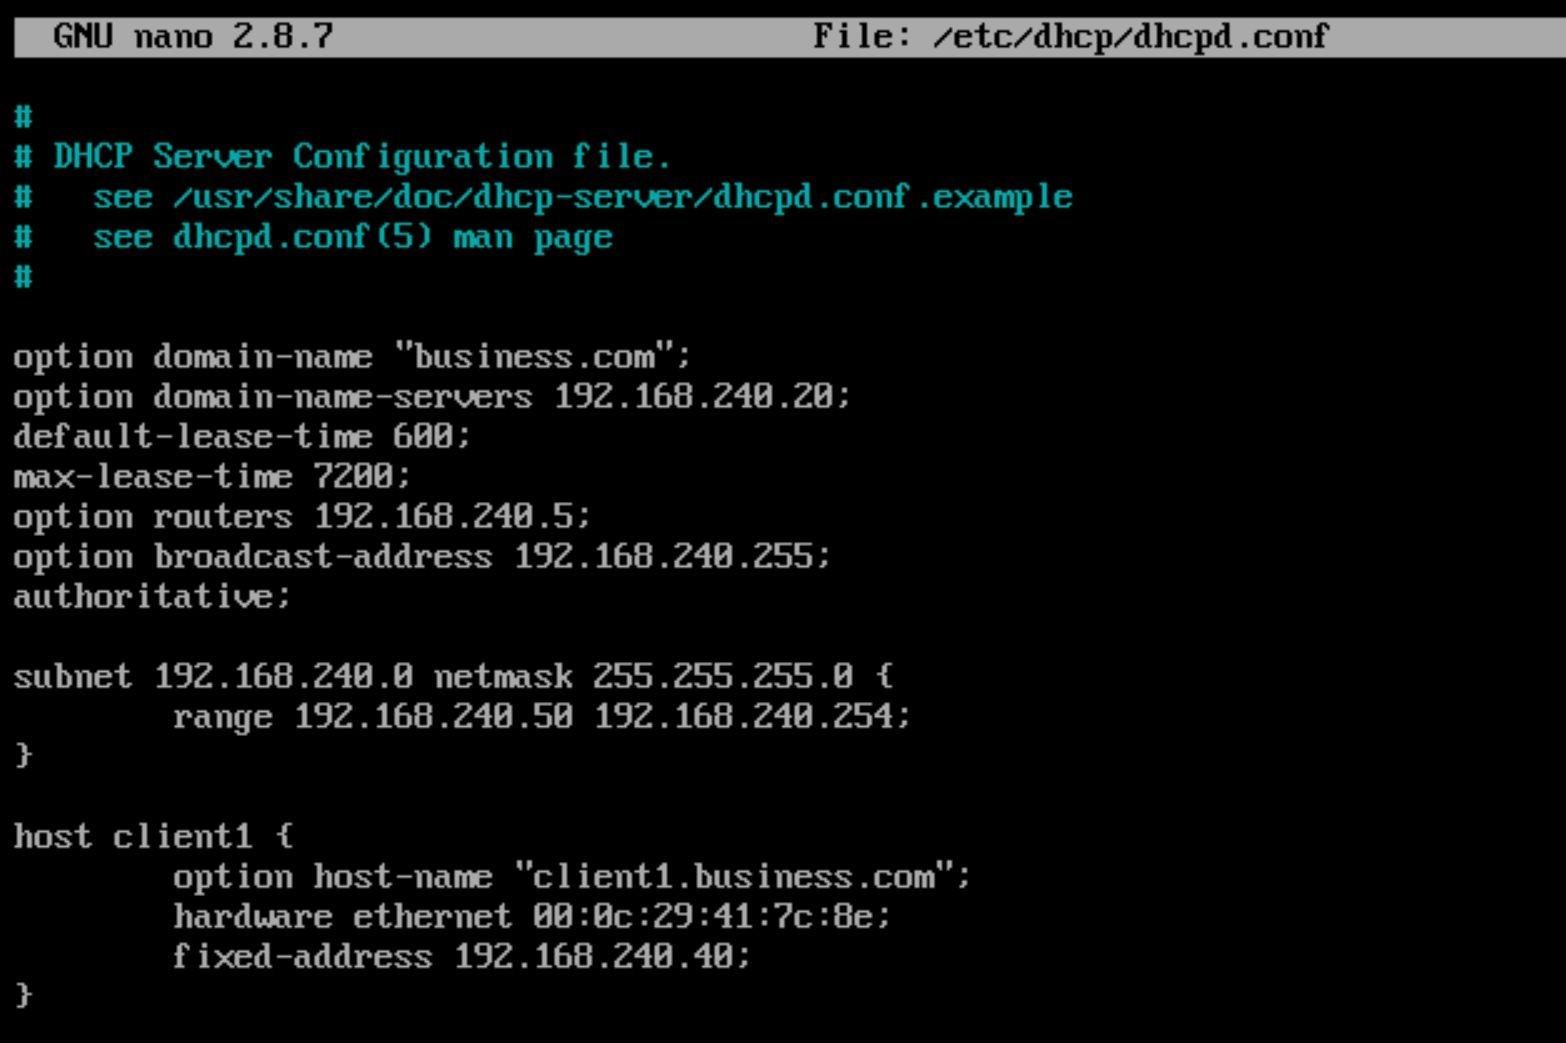 GNU nano 2.8.7 File: /etc/dhcp/dhcpd.conf
#
# DHCP Server Configuration file.
#   see /usr/share/doc/dhcp-server/dhcpd.conf.example
#   see dhcpd.conf(5) man page
#
option domain-name "business.com";
option domain-name-servers 192.168.240.20;
default-lease-time 600;
max-lease-time 7200;
option routers 192.168.240.5;
option broadcast-address 192.168.240.255;
authoritative;
subnet 192.168.240.0 netmask 255.255.255.0 {
        range 192.168.240.50 192.168.240.254;
}
host client1 {
        option host-name "client1.business.com";
        hardware ethernet 00:0c:29:41:7c:8e;
        fixed-address 192.168.240.40;
}